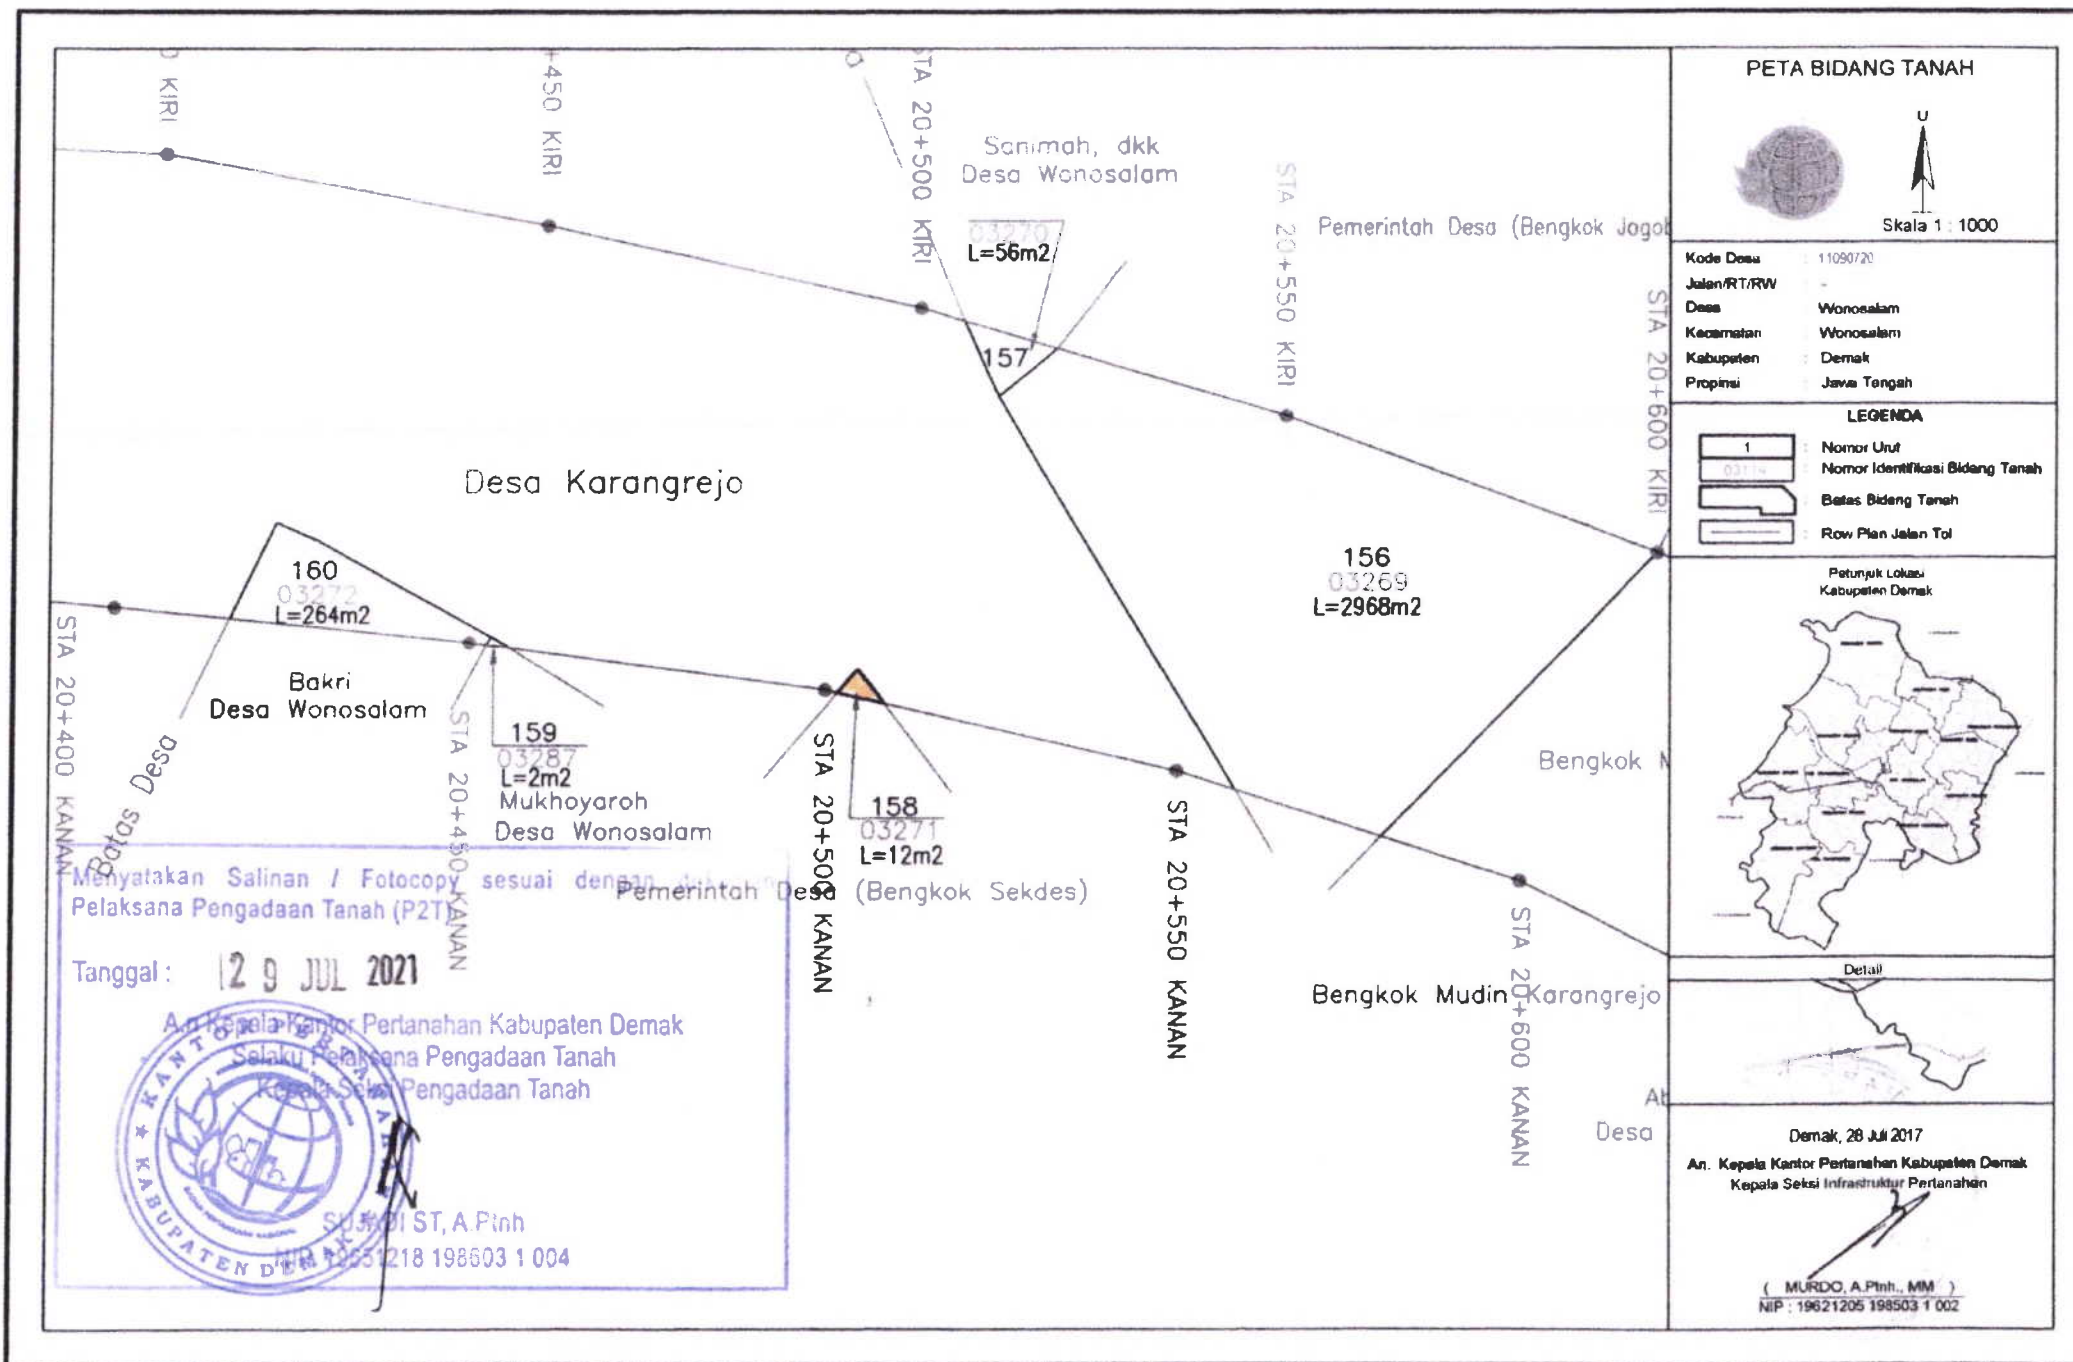 0 KIRI
+450 KIRI
a
STA 20+500 KIRI
Sanimah, dkk
Desa Wonosalam
03270
L=56m2
157
STA 20+550 KIRI
Pemerintah Desa (Bengkok Jogob
STA 20+600 KIRI
Desa Karangrejo
156
03269
L=2968m2
160
03272
L=264m2
Bakri
Desa Wonosalam
Batas Desa
STA 20+400 KANAN
STA 20+450 KANAN
159
03287
L=2m2
Mukhoyaroh
Desa Wonosalam
STA 20+500 KANAN
158
03271
L=12m2
Pemerintah Desa (Bengkok Sekdes)
STA 20+550 KANAN
Bengkok M
Bengkok Mudin Karangrejo
STA 20+600 KANAN
Desa
Menyatakan Salinan / Fotocopy sesuai dengan
Pelaksana Pengadaan Tanah (P2T)
Tanggal : 29 JUL 2021
A.n Kepala Kantor Pertanahan Kabupaten Demak
Selaku Pelaksana Pengadaan Tanah
Kepala Seksi Pengadaan Tanah
KANTOR PERTANAHAN
KABUPATEN DEMAK
SUJADI ST, A.Ptnh
NIP. 19651218 198603 1 004
PETA BIDANG TANAH
U
Skala 1 : 1000
Kode Desa : 11090720
Jalan/RT/RW : -
Desa : Wonosalam
Kecamatan : Wonosalam
Kabupaten : Demak
Propinsi : Jawa Tengah
LEGENDA
1 : Nomor Urut
: Nomor Identifikasi Bidang Tanah
: Batas Bidang Tanah
: Row Plan Jalan Tol
Petunjuk Lokasi
Kabupaten Demak
Detail
Demak, 28 Juli 2017
An. Kepala Kantor Pertanahan Kabupaten Demak
Kepala Seksi Infrastruktur Pertanahan
( MURDO, A.Ptnh., MM )
NIP : 19621205 198503 1 002